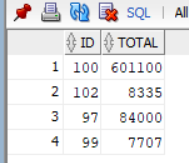 SQL | All
ID TOTAL
1 100 601100
2 102 8335
3 97 84000
4 99 7707